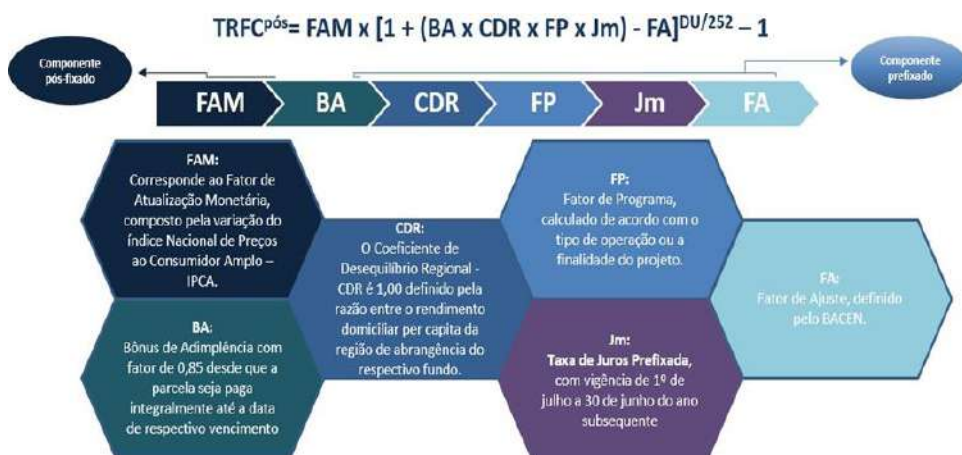 TRFCpós= FAM x [1 + (BA x CDR x FP x Jm) - FA]DU/252 – 1
Componente
pós-fixado
Componente
prefixado
FAM
BA
CDR
FP
Jm
FA
FAM:
Corresponde ao Fator de
Atualização Monetária,
composto pela variação do
índice Nacional de Preços
ao Consumidor Amplo –
IPCA.
BA:
Bônus de Adimplência com
fator de 0,85 desde que a
parcela seja paga
integralmente até a data
de respectivo vencimento
CDR:
O Coeficiente de
Desequilíbrio Regional -
CDR é 1,00 definido pela
razão entre o rendimento
domiciliar per capita da
região de abrangência do
respectivo fundo.
FP:
Fator de Programa,
calculado de acordo com o
tipo de operação ou a
finalidade do projeto.
Jm:
Taxa de Juros Prefixada,
com vigência de 1º de
julho a 30 de junho do ano
subsequente
FA:
Fator de Ajuste, definido
pelo BACEN.